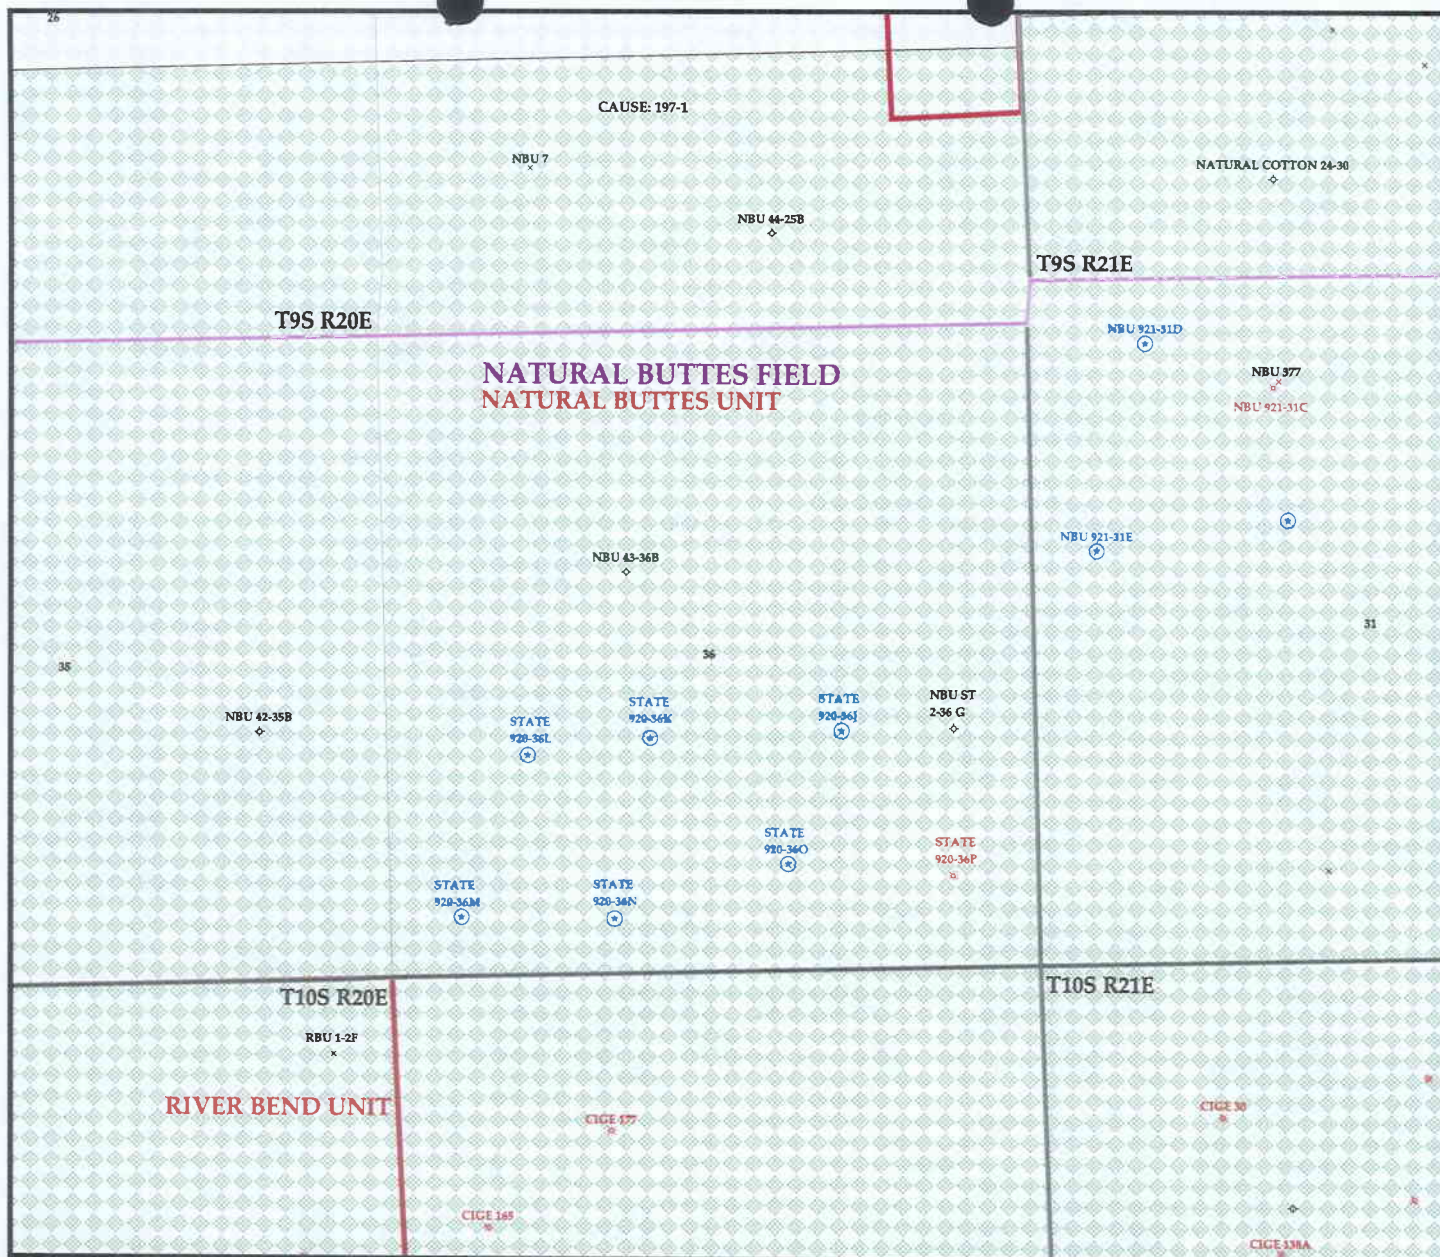 26
CAUSE: 197-1
NBU 7
NATURAL COTTON 24-30
NBU 44-25B
T9S R21E
T9S R20E
NBU 921-31D
NATURAL BUTTES FIELD
NATURAL BUTTES UNIT
NBU 377
NBU 921-31C
NBU 921-31E
NBU 43-36B
31
36
35
NBU 42-35B
STATE
920-36L
STATE
920-36K
STATE
920-36J
NBU ST
2-36 G
STATE
920-36O
STATE
920-36P
STATE
920-36M
STATE
920-36N
T10S R20E
T10S R21E
RBU 1-2F
RIVER BEND UNIT
CIGE 177
CIGE 30
CIGE 165
CIGE 138A